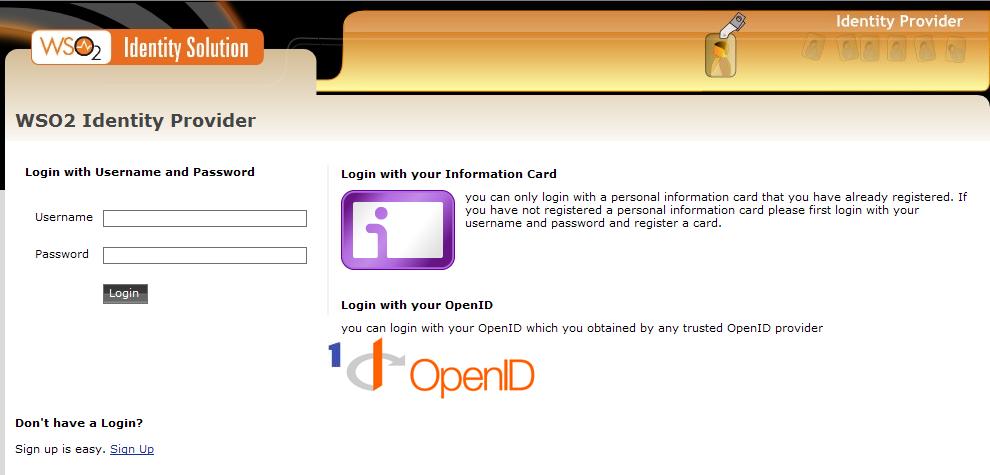 WSO2 Identity Solution
Identity Provider
WSO2 Identity Provider
Login with Username and Password
Username
Password
Login
Login with your Information Card
you can only login with a personal information card that you have already registered. If
you have not registered a personal information card please first login with your
username and password and register a card.
Login with your OpenID
you can login with your OpenID which you obtained by any trusted OpenID provider
1
OpenID
Don't have a Login?
Sign up is easy. Sign Up